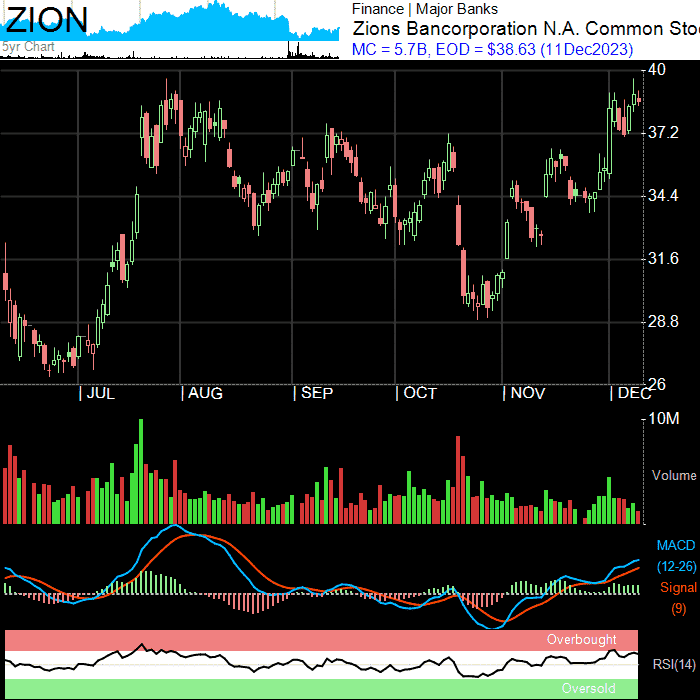 ZION
5yr Chart
Finance | Major Banks
Zions Bancorporation N.A. Common Sto
MC = 5.7B, EOD = $38.63 (11Dec2023)
40
37.2
34.4
31.6
28.8
26
| JUL | AUG | SEP | OCT | NOV | DEC
10M
Volume
MACD
(12-26)
Signal
(9)
Overbought
RSI(14)
Oversold